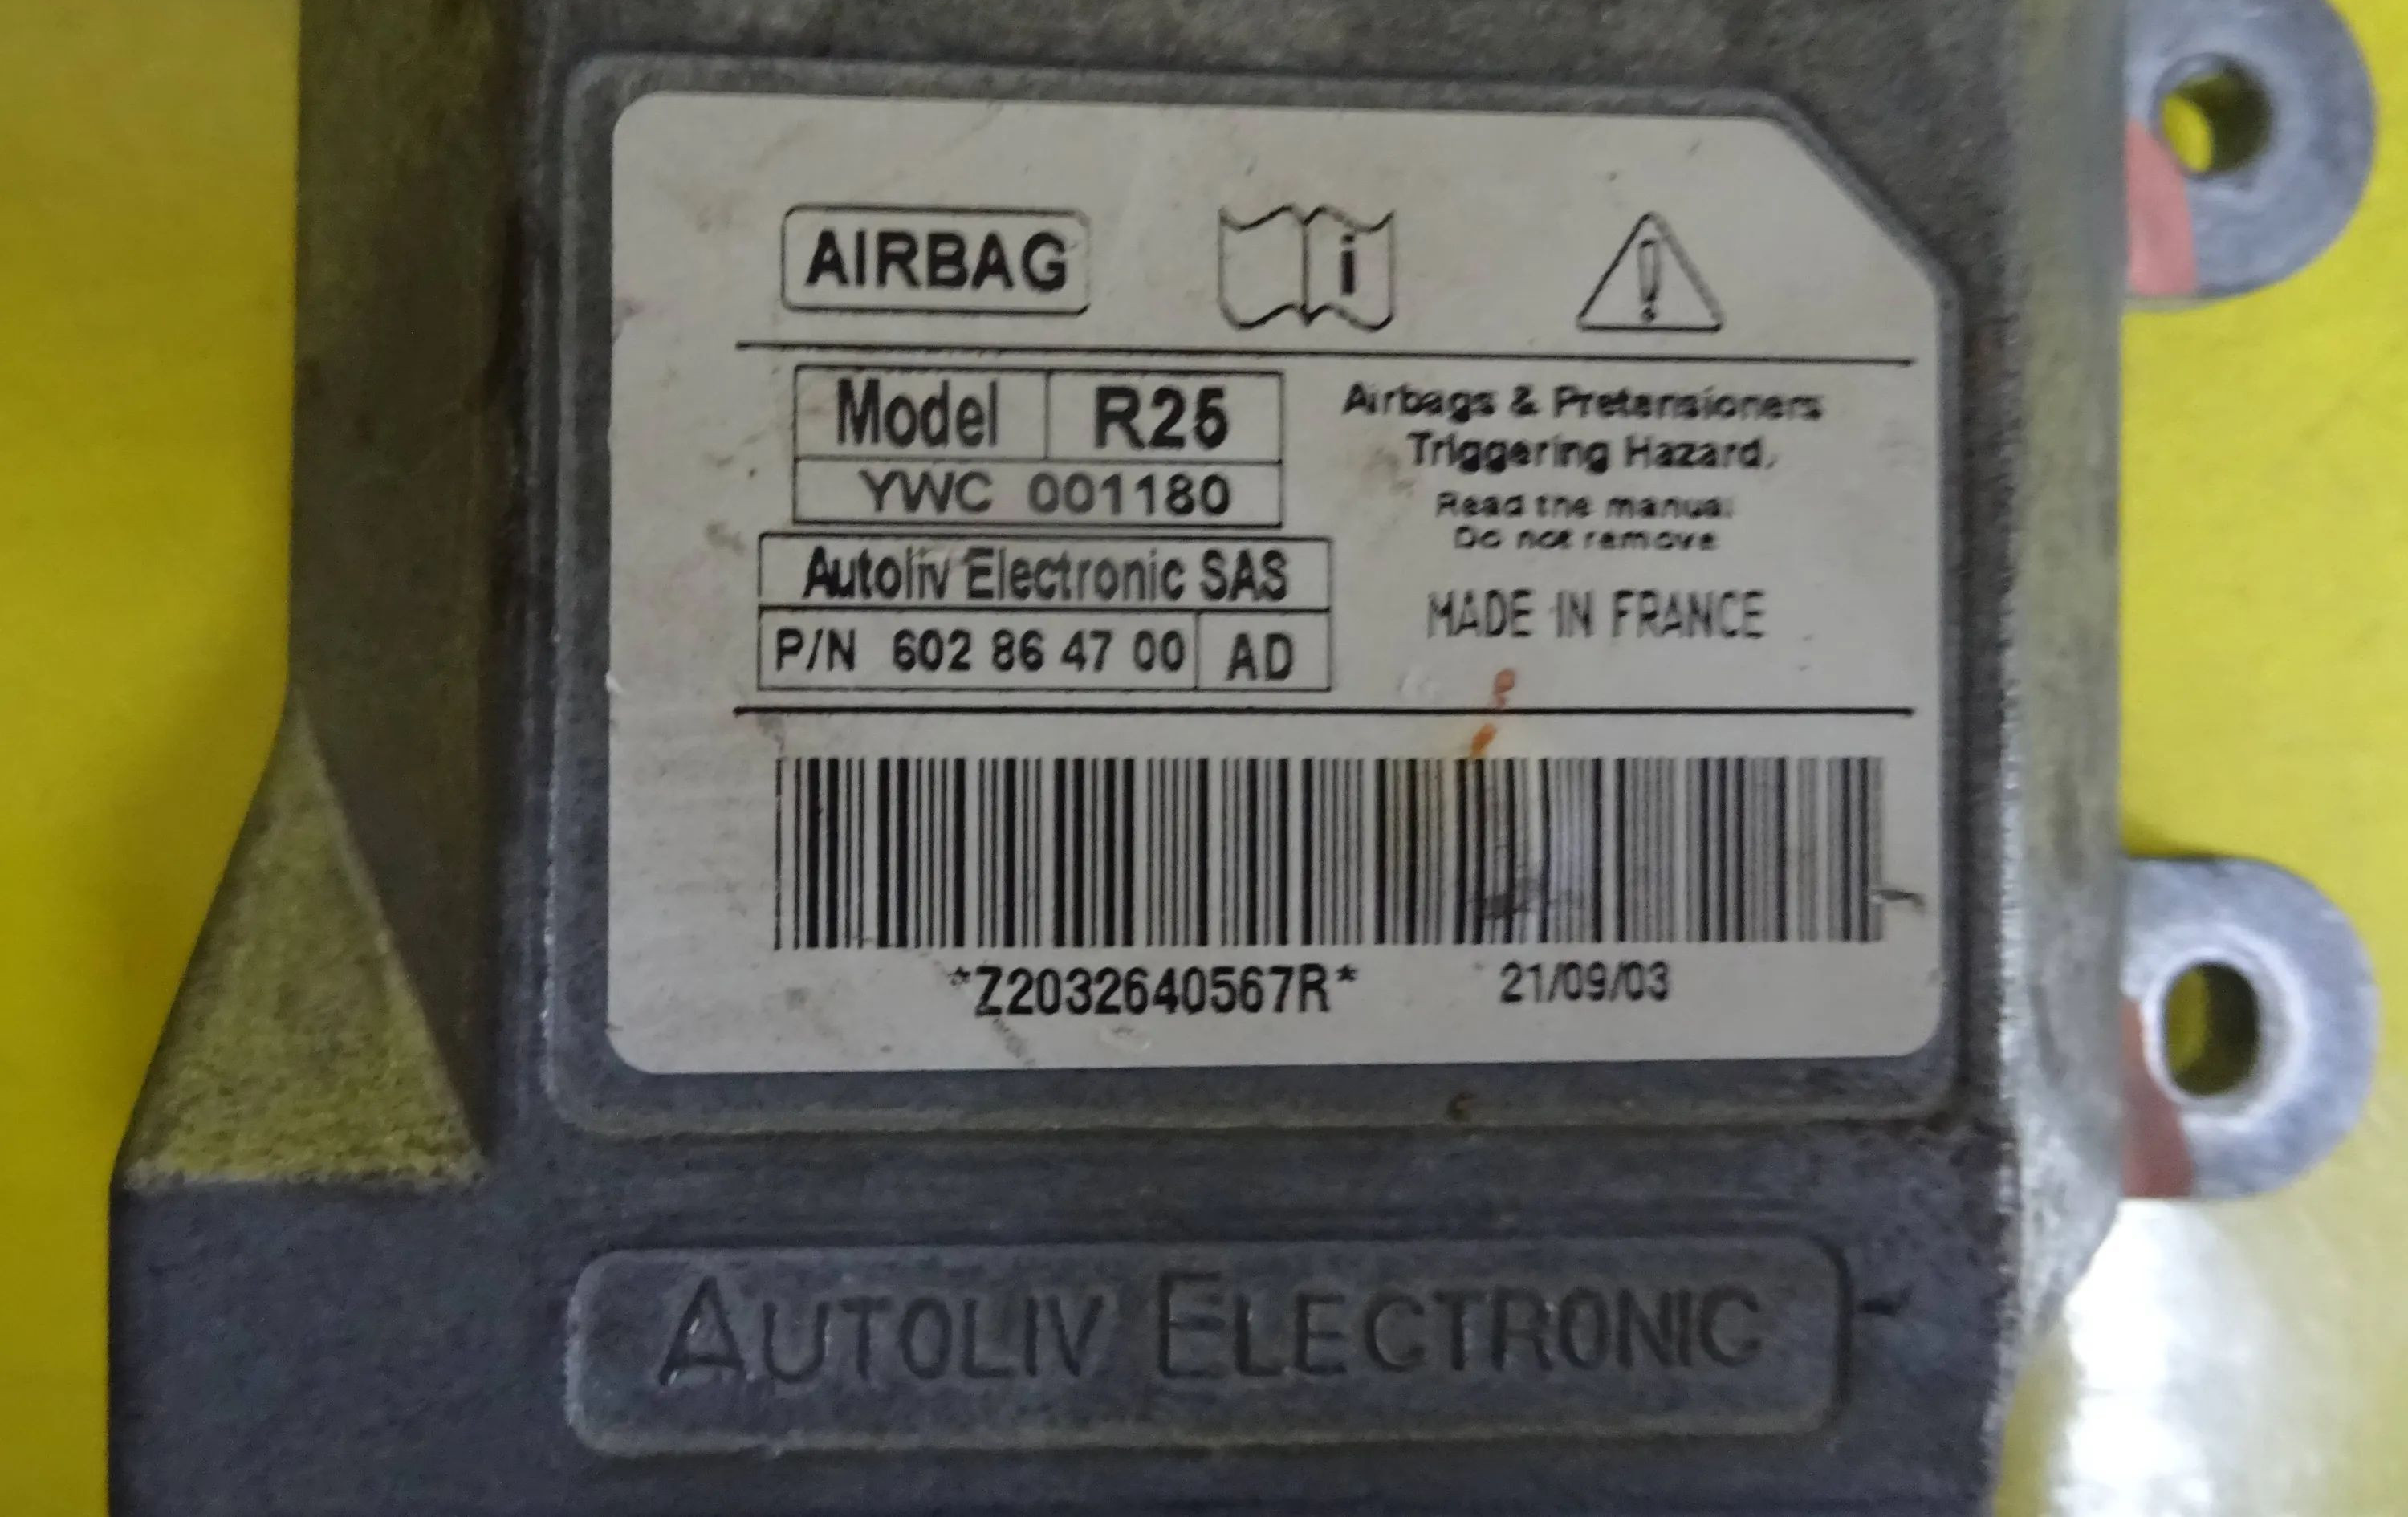 AIRBAG i
Model R25
YWC 001180
Autoliv Electronic SAS
P/N 602 86 47 00 AD
Airbags & Pretensioners
Triggering Hazard,
Read the manual
Do not remove
MADE IN FRANCE
*Z2032640567R* 21/09/03
AUTOLIV ELECTRONIC